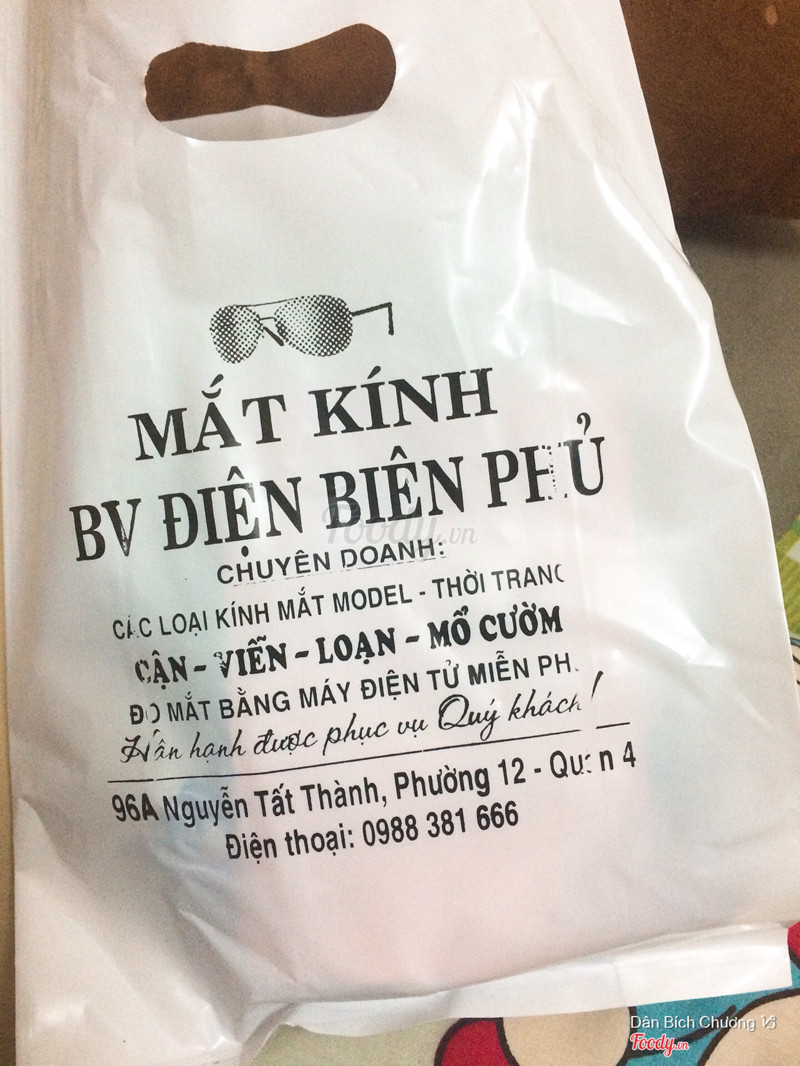 MẮT KÍNH
BV ĐIỆN BIÊN PHỦ
CHUYÊN DOANH:
CÁC LOẠI KÍNH MẮT MODEL - THỜI TRANG
CẬN - VIỄN - LOẠN - MỔ CƯỜM
ĐO MẮT BẰNG MÁY ĐIỆN TỬ MIỄN PHÍ
Hân hạnh được phục vụ Quý khách!
96A Nguyễn Tất Thành, Phường 12 - Quận 4
Điện thoại: 0988 381 666
Foody.vn
Dân Bích Chương
Foody.vn